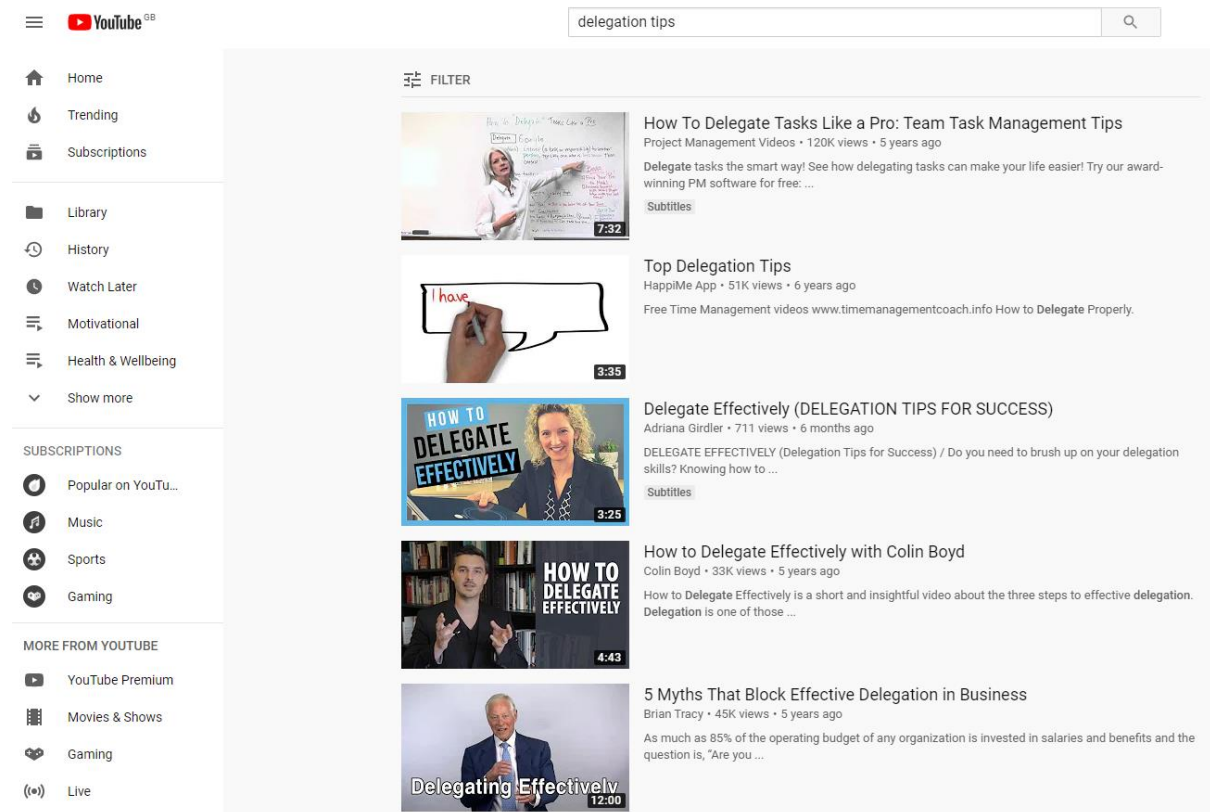 YouTube GB
delegation tips
Home
Trending
Subscriptions
Library
History
Watch Later
Motivational
Health & Wellbeing
Show more
SUBSCRIPTIONS
Popular on YouTu...
Music
Sports
Gaming
MORE FROM YOUTUBE
YouTube Premium
Movies & Shows
Gaming
Live
FILTER
7:32
How To Delegate Tasks Like a Pro: Team Task Management Tips
Project Management Videos • 120K views • 5 years ago
Delegate tasks the smart way! See how delegating tasks can make your life easier! Try our award-
winning PM software for free: ...
Subtitles
I have
3:35
Top Delegation Tips
HappiMe App • 51K views • 6 years ago
Free Time Management videos www.timemanagementcoach.info How to Delegate Properly.
HOW TO
DELEGATE
EFFECTIVELY
3:25
Delegate Effectively (DELEGATION TIPS FOR SUCCESS)
Adriana Girdler • 711 views • 6 months ago
DELEGATE EFFECTIVELY (Delegation Tips for Success) / Do you need to brush up on your delegation
skills? Knowing how to ...
Subtitles
HOW TO
DELEGATE
EFFECTIVELY
4:43
How to Delegate Effectively with Colin Boyd
Colin Boyd • 33K views • 5 years ago
How to Delegate Effectively is a short and insightful video about the three steps to effective delegation.
Delegation is one of those ...
Delegating Effectively
12:00
5 Myths That Block Effective Delegation in Business
Brian Tracy • 45K views • 5 years ago
As much as 85% of the operating budget of any organization is invested in salaries and benefits and the
question is, “Are you ...